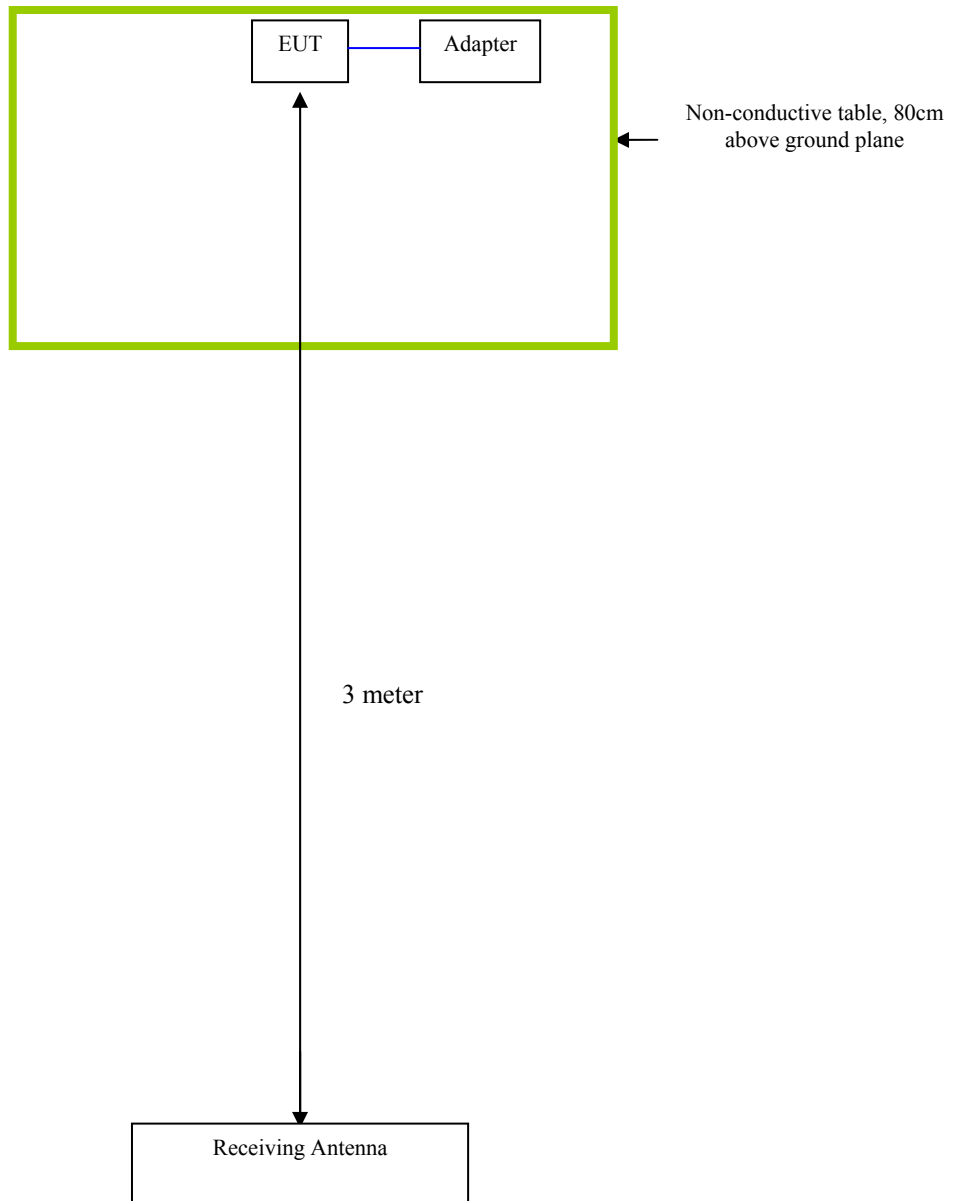 EUT
Adapter
Non-conductive table, 80cm
above ground plane
3 meter
Receiving Antenna